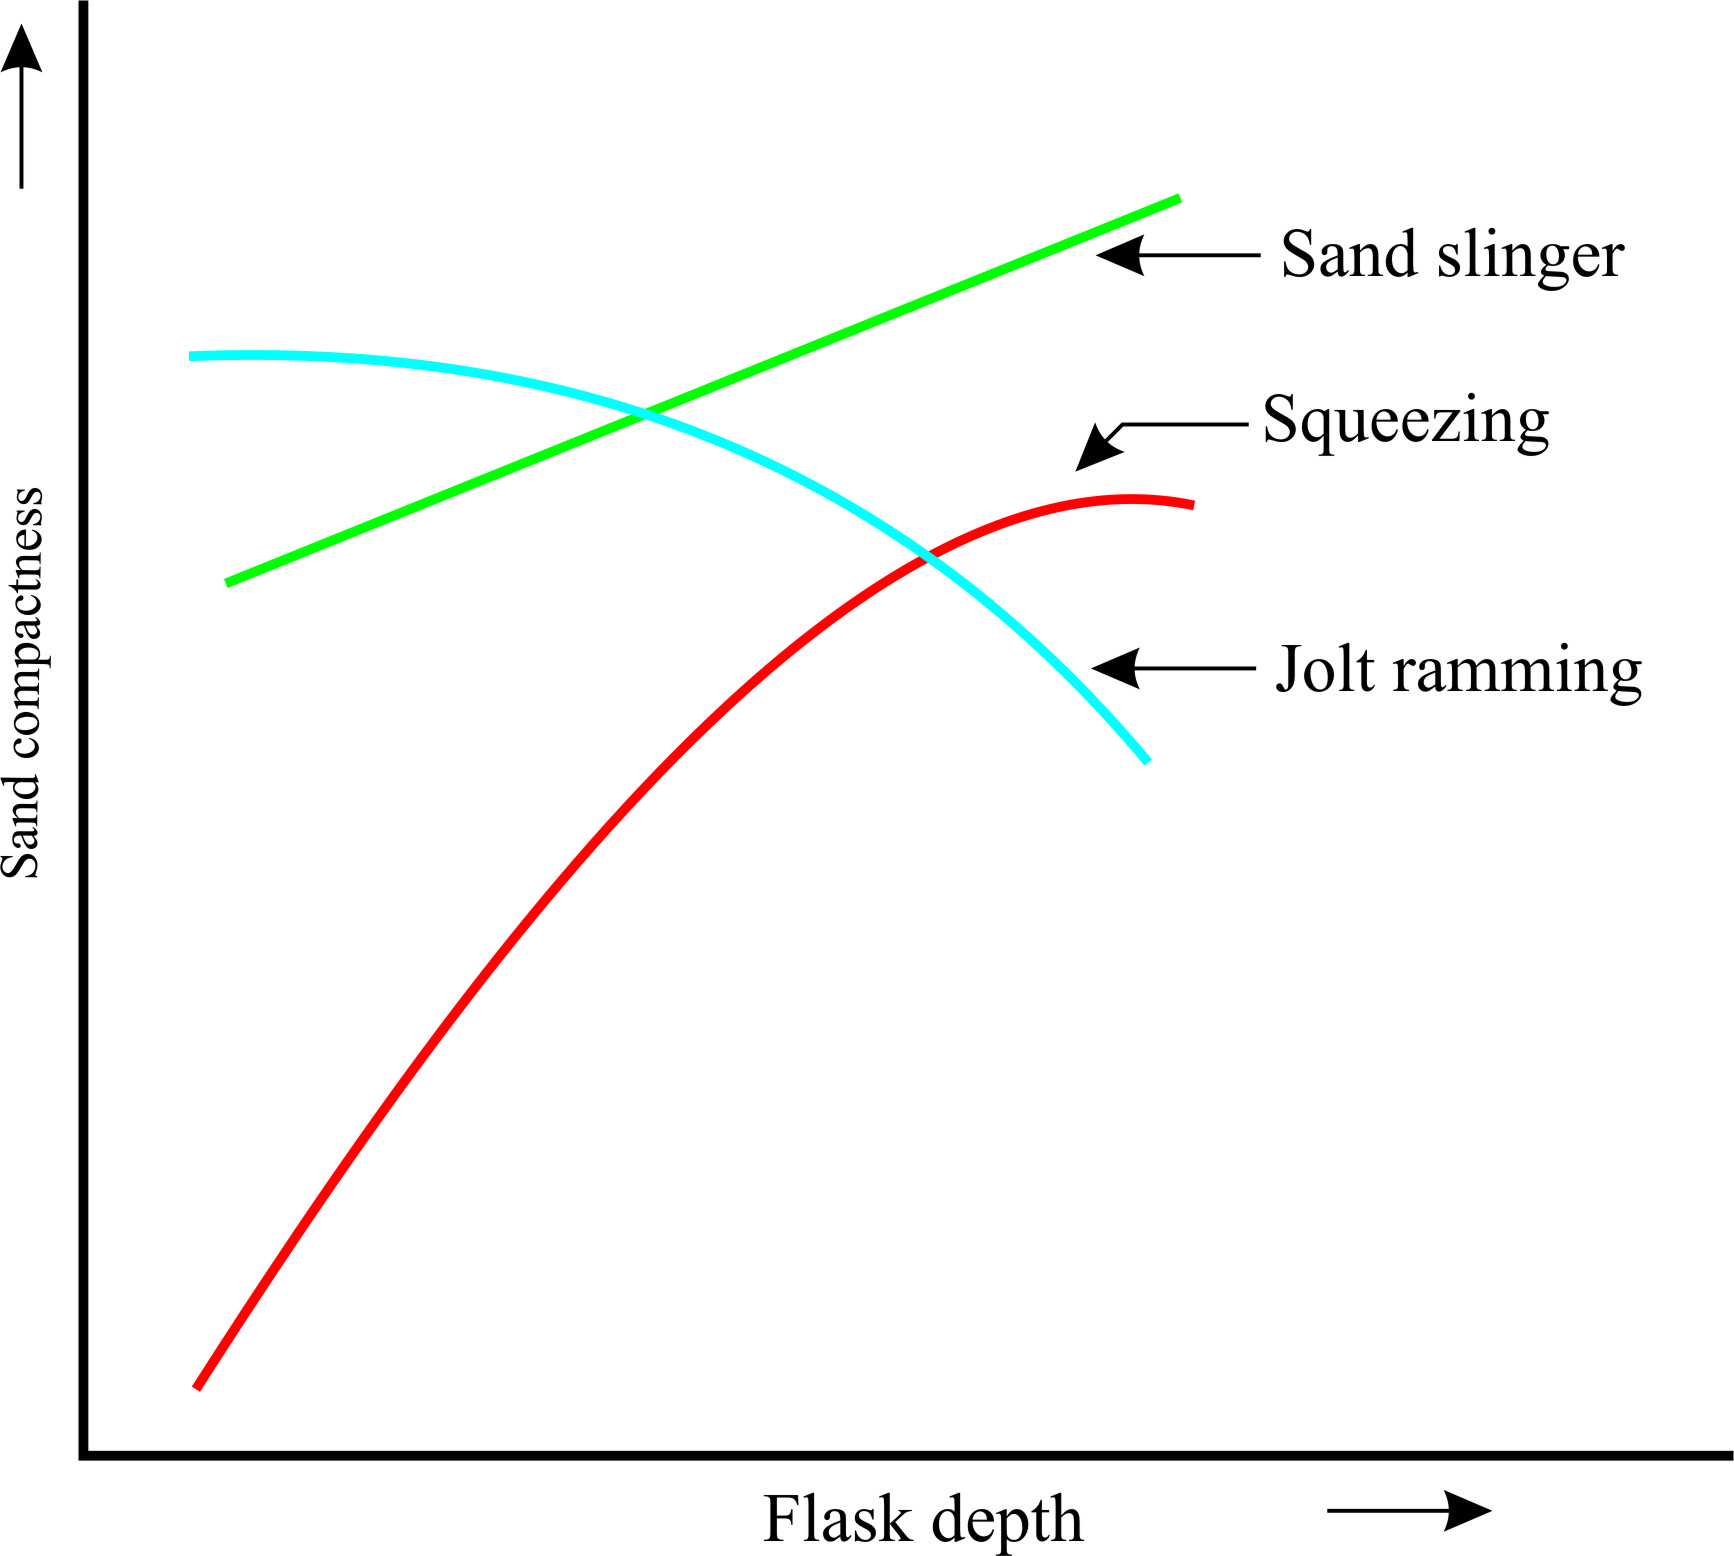 Sand slinger
Squeezing
Jolt ramming
Sand compactness
Flask depth